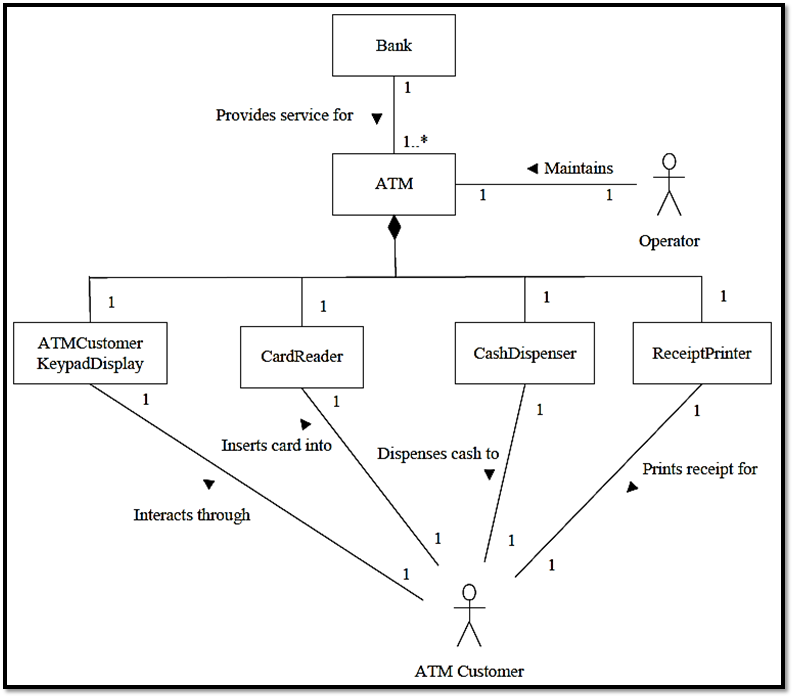 Bank
1
Provides service for
1..*
ATM
Maintains
1
1
Operator
1
1
1
1
ATMCustomer
KeypadDisplay
CardReader
CashDispenser
ReceiptPrinter
1
1
1
1
Inserts card into
Dispenses cash to
Prints receipt for
Interacts through
1
1
1
1
ATM Customer